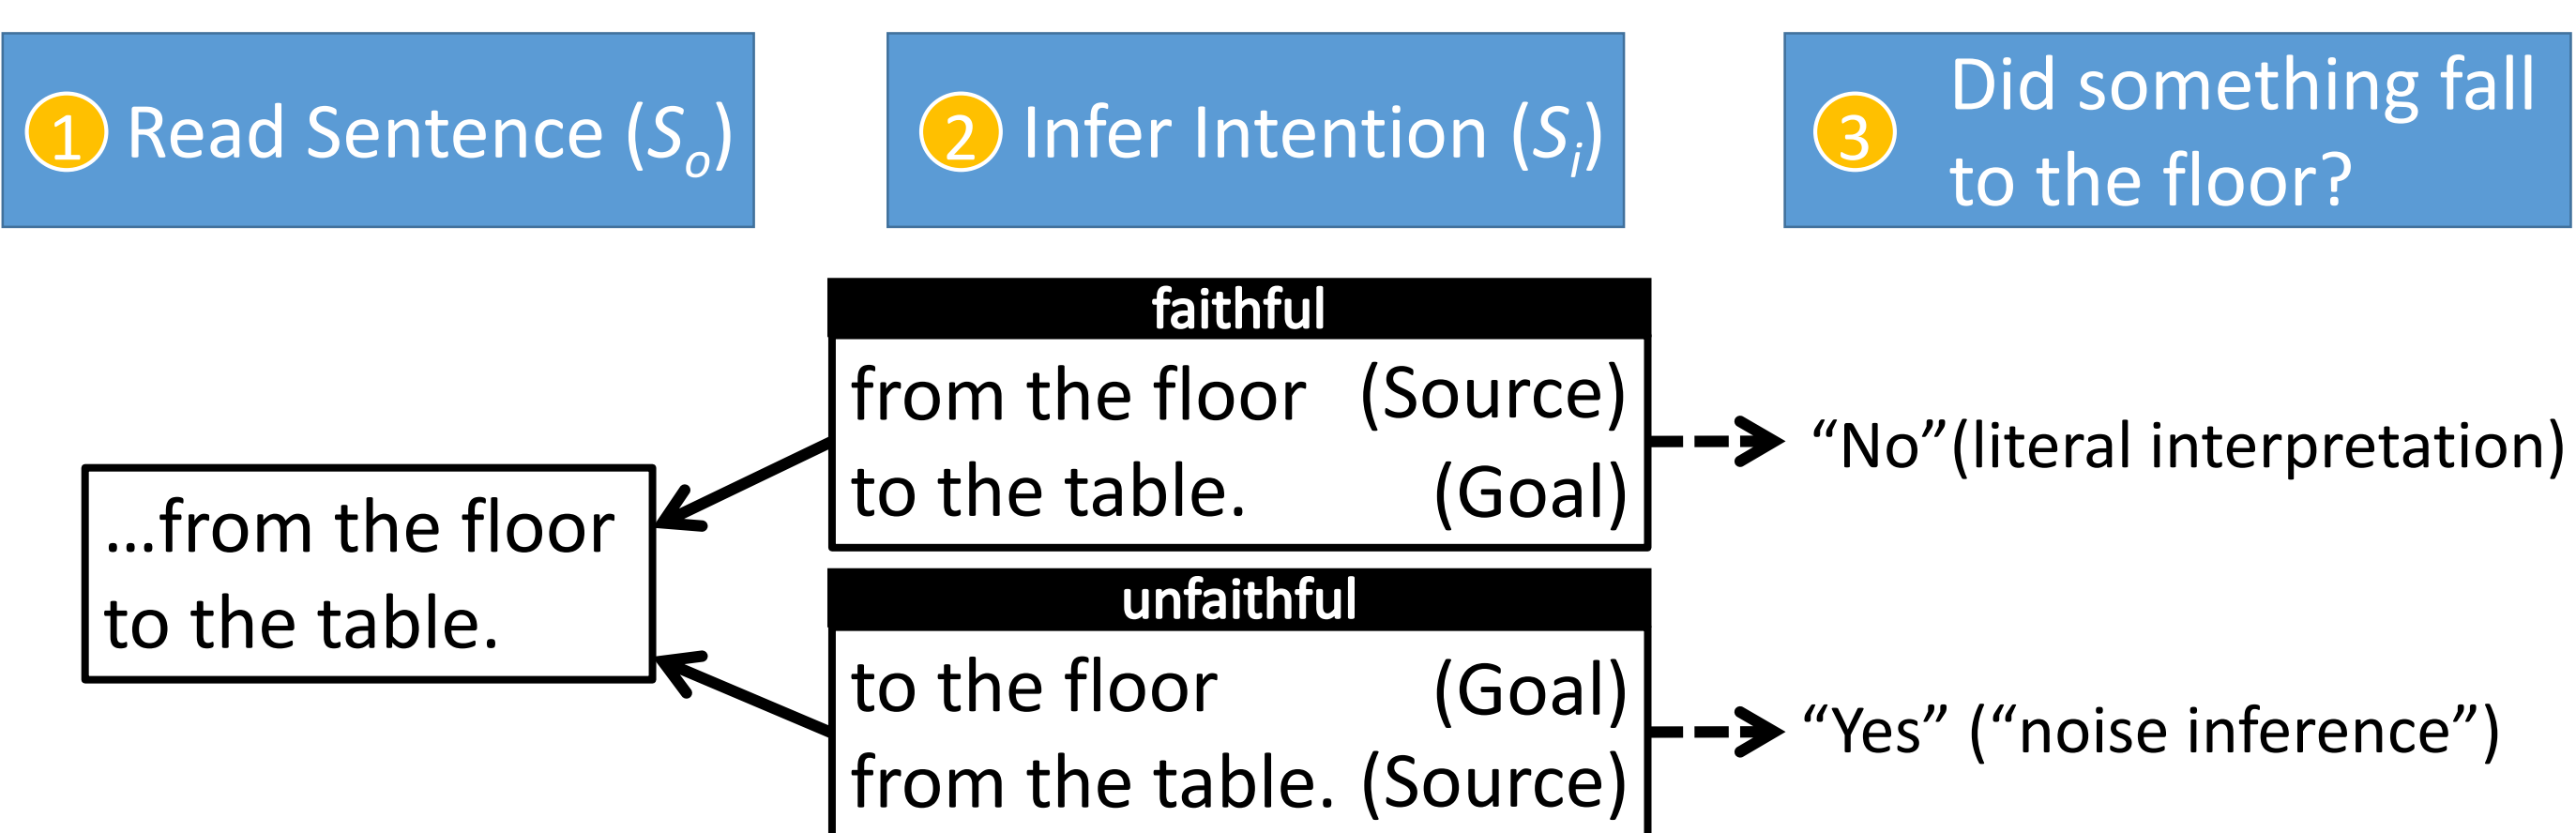 1 Read Sentence (So)
2 Infer Intention (Si)
3 Did something fall
to the floor?
…from the floor
to the table.
faithful
from the floor (Source)
to the table. (Goal)
unfaithful
to the floor (Goal)
from the table. (Source)
“No”(literal interpretation)
“Yes” (“noise inference”)